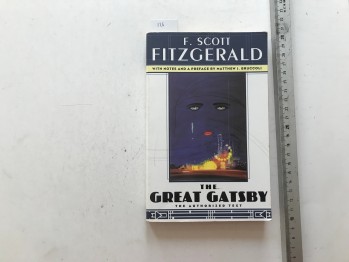 F. SCOTT
FITZGERALD
WITH NOTES AND A PREFACE BY MATTHEW J. BRUCCOLI
THE
GREAT GATSBY
THE AUTHORIZED TEXT